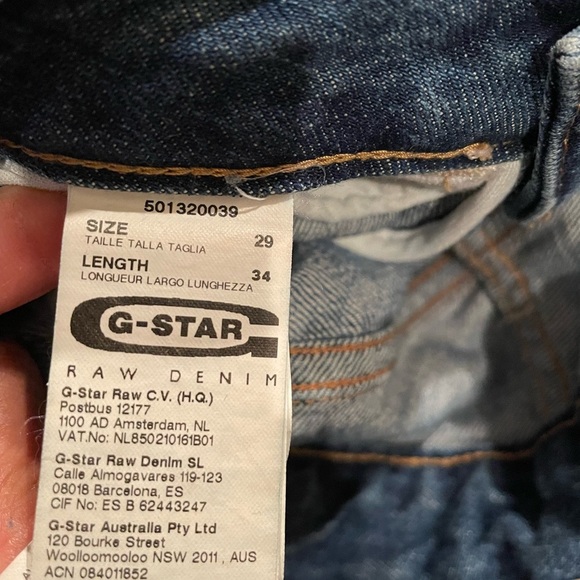 501320039
SIZE 29
TAILLE TALLA TAGLIA
LENGTH 34
LONGUEUR LARGO LUNGHEZZA
G-STAR
RAW DENIM
G-Star Raw C.V. (H.Q.)
Postbus 12177
1100 AD Amsterdam, NL
VAT.No: NL850210161B01
G-Star Raw Denim SL
Calle Almogavares 119-123
08018 Barcelona, ES
CIF No: ES B 62443247
G-Star Australia Pty Ltd
120 Bourke Street
Woolloomooloo NSW 2011 , AUS
ACN 084011852